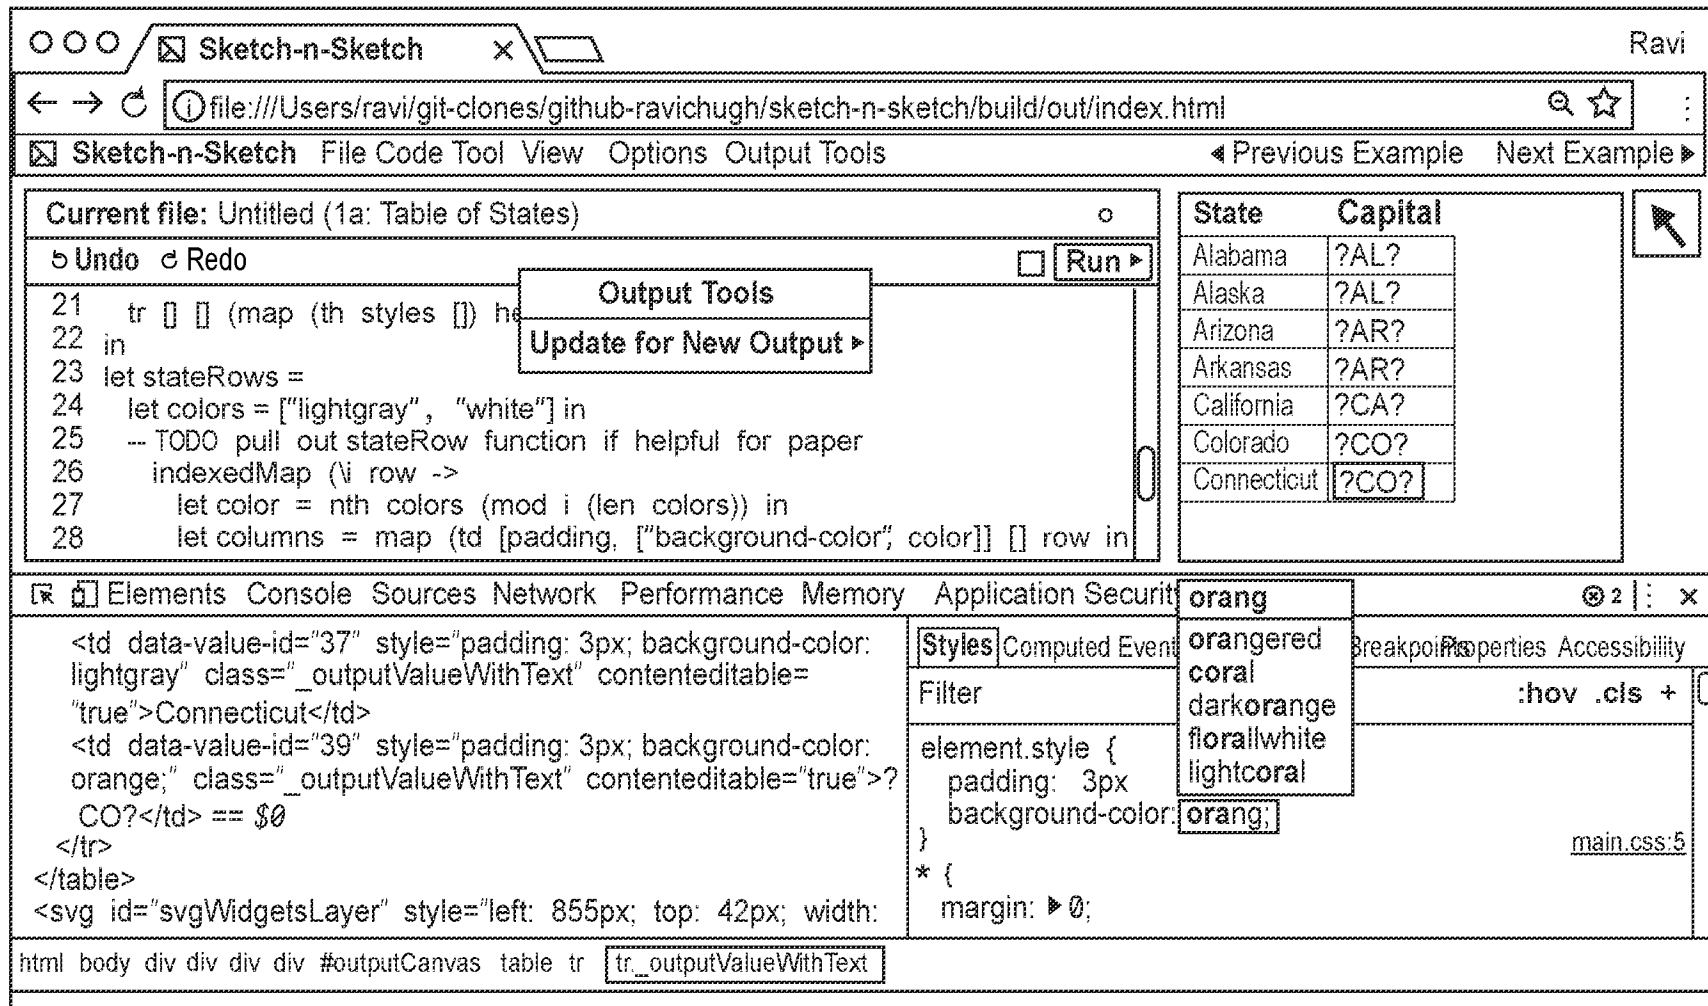 Sketch-n-Sketch ×
Ravi
file:///Users/ravi/git-clones/github-ravichugh/sketch-n-sketch/build/out/index.html
Sketch-n-Sketch File Code Tool View Options Output Tools ◂ Previous Example Next Example ▸
Current file: Untitled (1a: Table of States)
Undo Redo Run ▸
Output Tools
Update for New Output ▸
21 tr [] [] (map (th styles []) he
22 in
23 let stateRows =
24 let colors = ["lightgray", "white"] in
25 -- TODO pull out stateRow function if helpful for paper
26 indexedMap (\i row ->
27 let color = nth colors (mod i (len colors)) in
28 let columns = map (td [padding, ["background-color", color]] [] row in
State Capital
Alabama ?AL?
Alaska ?AL?
Arizona ?AR?
Arkansas ?AR?
California ?CA?
Colorado ?CO?
Connecticut ?CO?
Elements Console Sources Network Performance Memory Application Securit 2 ⋮ ×
<td data-value-id="37" style="padding: 3px; background-color:
lightgray" class="_outputValueWithText" contenteditable=
"true">Connecticut</td>
<td data-value-id="39" style="padding: 3px; background-color:
orange;" class="_outputValueWithText" contenteditable="true">?
CO?</td> == $0
</tr>
</table>
<svg id="svgWidgetsLayer" style="left: 855px; top: 42px; width:
orang
orangered
coral
darkorange
florallwhite
lightcoral
Styles Computed Event Breakpoints Properties Accessibility
Filter :hov .cls +
element.style {
padding: 3px
background-color: orang;
}
main.css:5
* {
margin: ▸ 0;
html body div div div div #outputCanvas table tr tr._outputValueWithText